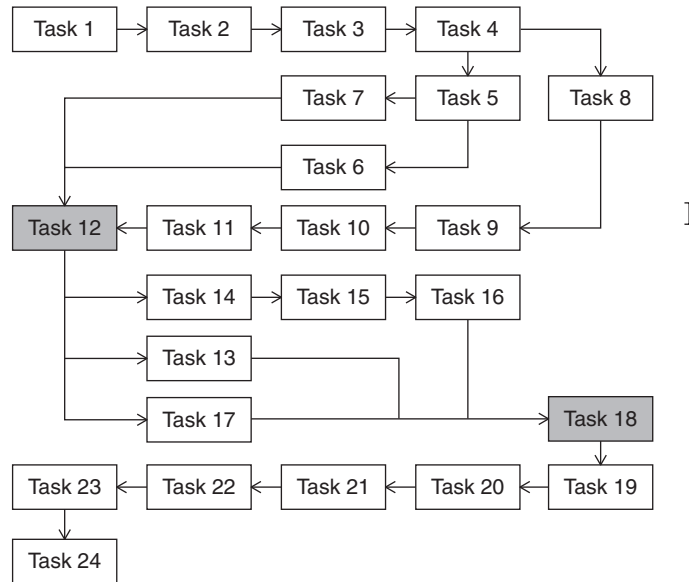 Task 1 Task 2 Task 3 Task 4
Task 7 Task 5 Task 8
Task 6
Task 12 Task 11 Task 10 Task 9
Task 14 Task 15 Task 16
Task 13
Task 17 Task 18
Task 23 Task 22 Task 21 Task 20 Task 19
Task 24